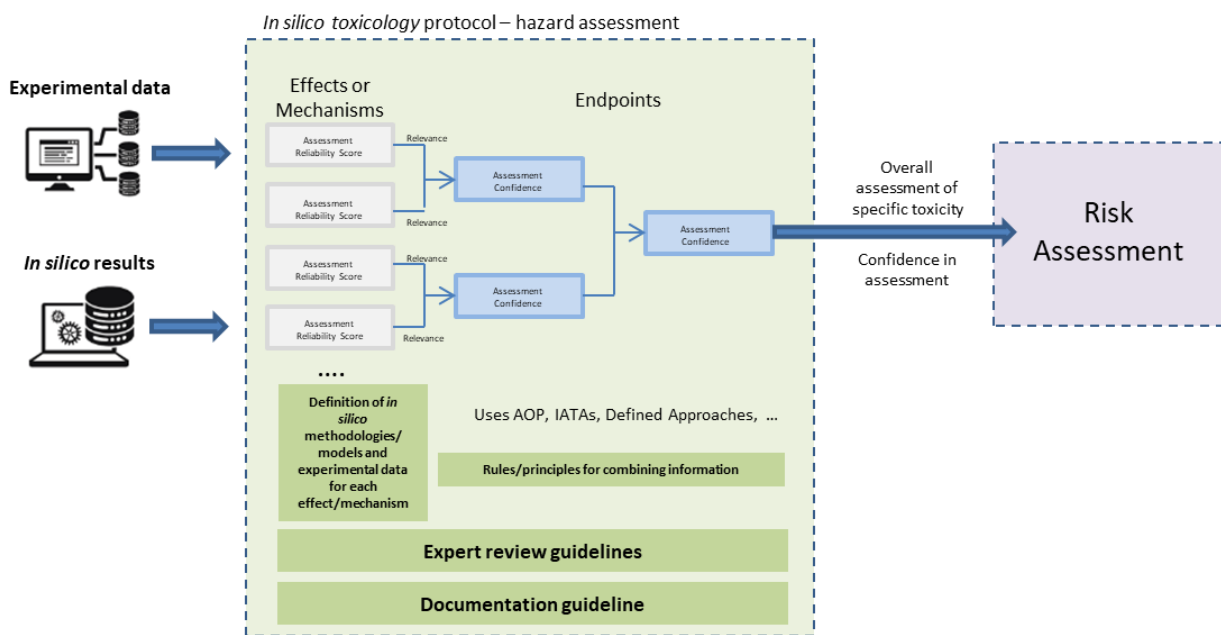 In silico toxicology protocol – hazard assessment
Experimental data
In silico results
Effects or
Mechanisms
Endpoints
Assessment
Reliability Score
Relevance
Assessment
Reliability Score
Relevance
Assessment
Confidence
Assessment
Reliability Score
Relevance
Assessment
Reliability Score
Relevance
Assessment
Confidence
Assessment
Confidence
....
Definition of in
silico
methodologies/
models and
experimental data
for each
effect/mechanism
Uses AOP, IATAs, Defined Approaches, ...
Rules/principles for combining information
Expert review guidelines
Documentation guideline
Overall
assessment of
specific toxicity
Confidence in
assessment
Risk
Assessment